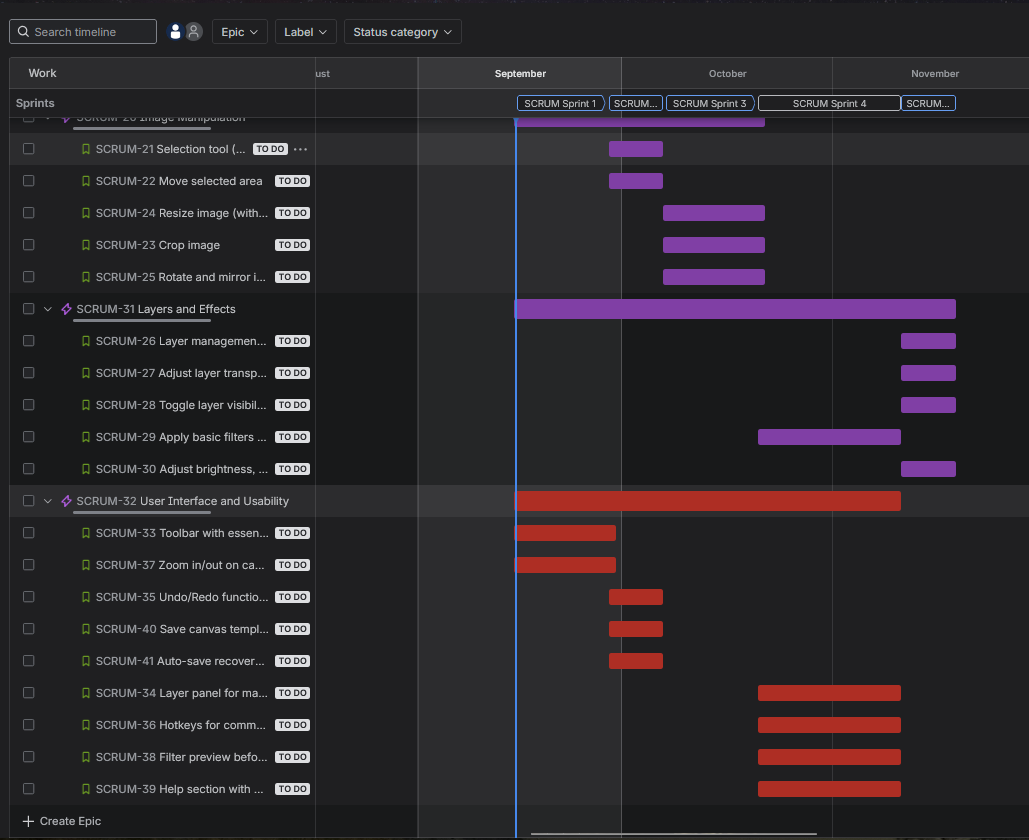 Search timeline
Epic
Label
Status category
Work
ust
September
October
November
Sprints
SCRUM Sprint 1
SCRUM...
SCRUM Sprint 3
SCRUM Sprint 4
SCRUM...
SCRUM-20 Image Manipulation
SCRUM-21 Selection tool (... TO DO ...
SCRUM-22 Move selected area TO DO
SCRUM-24 Resize image (with... TO DO
SCRUM-23 Crop image TO DO
SCRUM-25 Rotate and mirror i... TO DO
SCRUM-31 Layers and Effects
SCRUM-26 Layer managemen... TO DO
SCRUM-27 Adjust layer transp... TO DO
SCRUM-28 Toggle layer visibil... TO DO
SCRUM-29 Apply basic filters ... TO DO
SCRUM-30 Adjust brightness, ... TO DO
SCRUM-32 User Interface and Usability
SCRUM-33 Toolbar with essen... TO DO
SCRUM-37 Zoom in/out on ca... TO DO
SCRUM-35 Undo/Redo functio... TO DO
SCRUM-40 Save canvas templ... TO DO
SCRUM-41 Auto-save recover... TO DO
SCRUM-34 Layer panel for ma... TO DO
SCRUM-36 Hotkeys for comm... TO DO
SCRUM-38 Filter preview befo... TO DO
SCRUM-39 Help section with ... TO DO
Create Epic